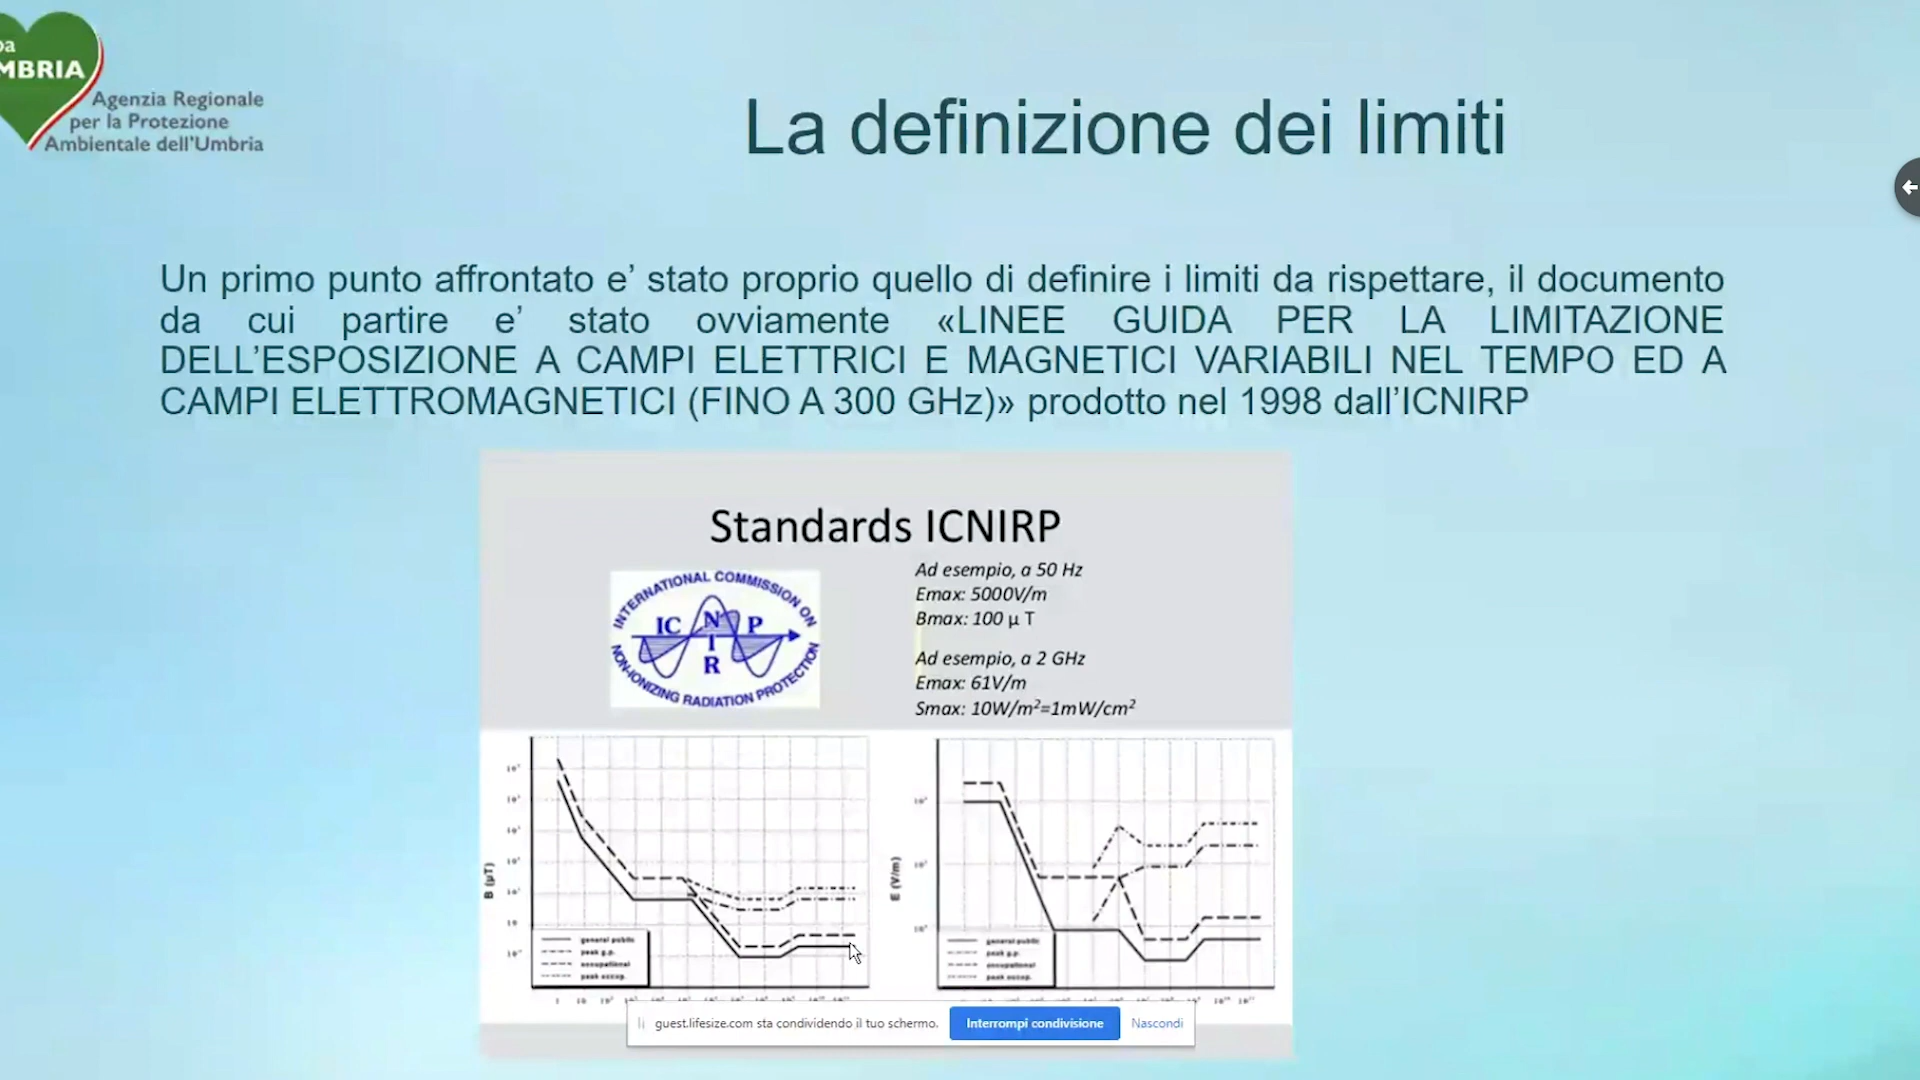 MBRIA
Agenzia Regionale
per la Protezione
Ambientale dell'Umbria
La definizione dei limiti
Un primo punto affrontato e’ stato proprio quello di definire i limiti da rispettare, il documento
da cui partire e’ stato ovviamente «LINEE GUIDA PER LA LIMITAZIONE
DELL’ESPOSIZIONE A CAMPI ELETTRICI E MAGNETICI VARIABILI NEL TEMPO ED A
CAMPI ELETTROMAGNETICI (FINO A 300 GHz)» prodotto nel 1998 dall’ICNIRP
Standards ICNIRP
INTERNATIONAL COMMISSION ON
IC N P
I
R
NON-IONIZING RADIATION PROTECTION
Ad esempio, a 50 Hz
Emax: 5000V/m
Bmax: 100 µ T
Ad esempio, a 2 GHz
Emax: 61V/m
Smax: 10W/m²=1mW/cm²
B (µT)
general public
peak g.p.
occupational
peak occup.
E (V/m)
general public
peak g.p.
occupational
peak occup.
guest.lifesize.com sta condividendo il tuo schermo.
Interrompi condivisione
Nascondi